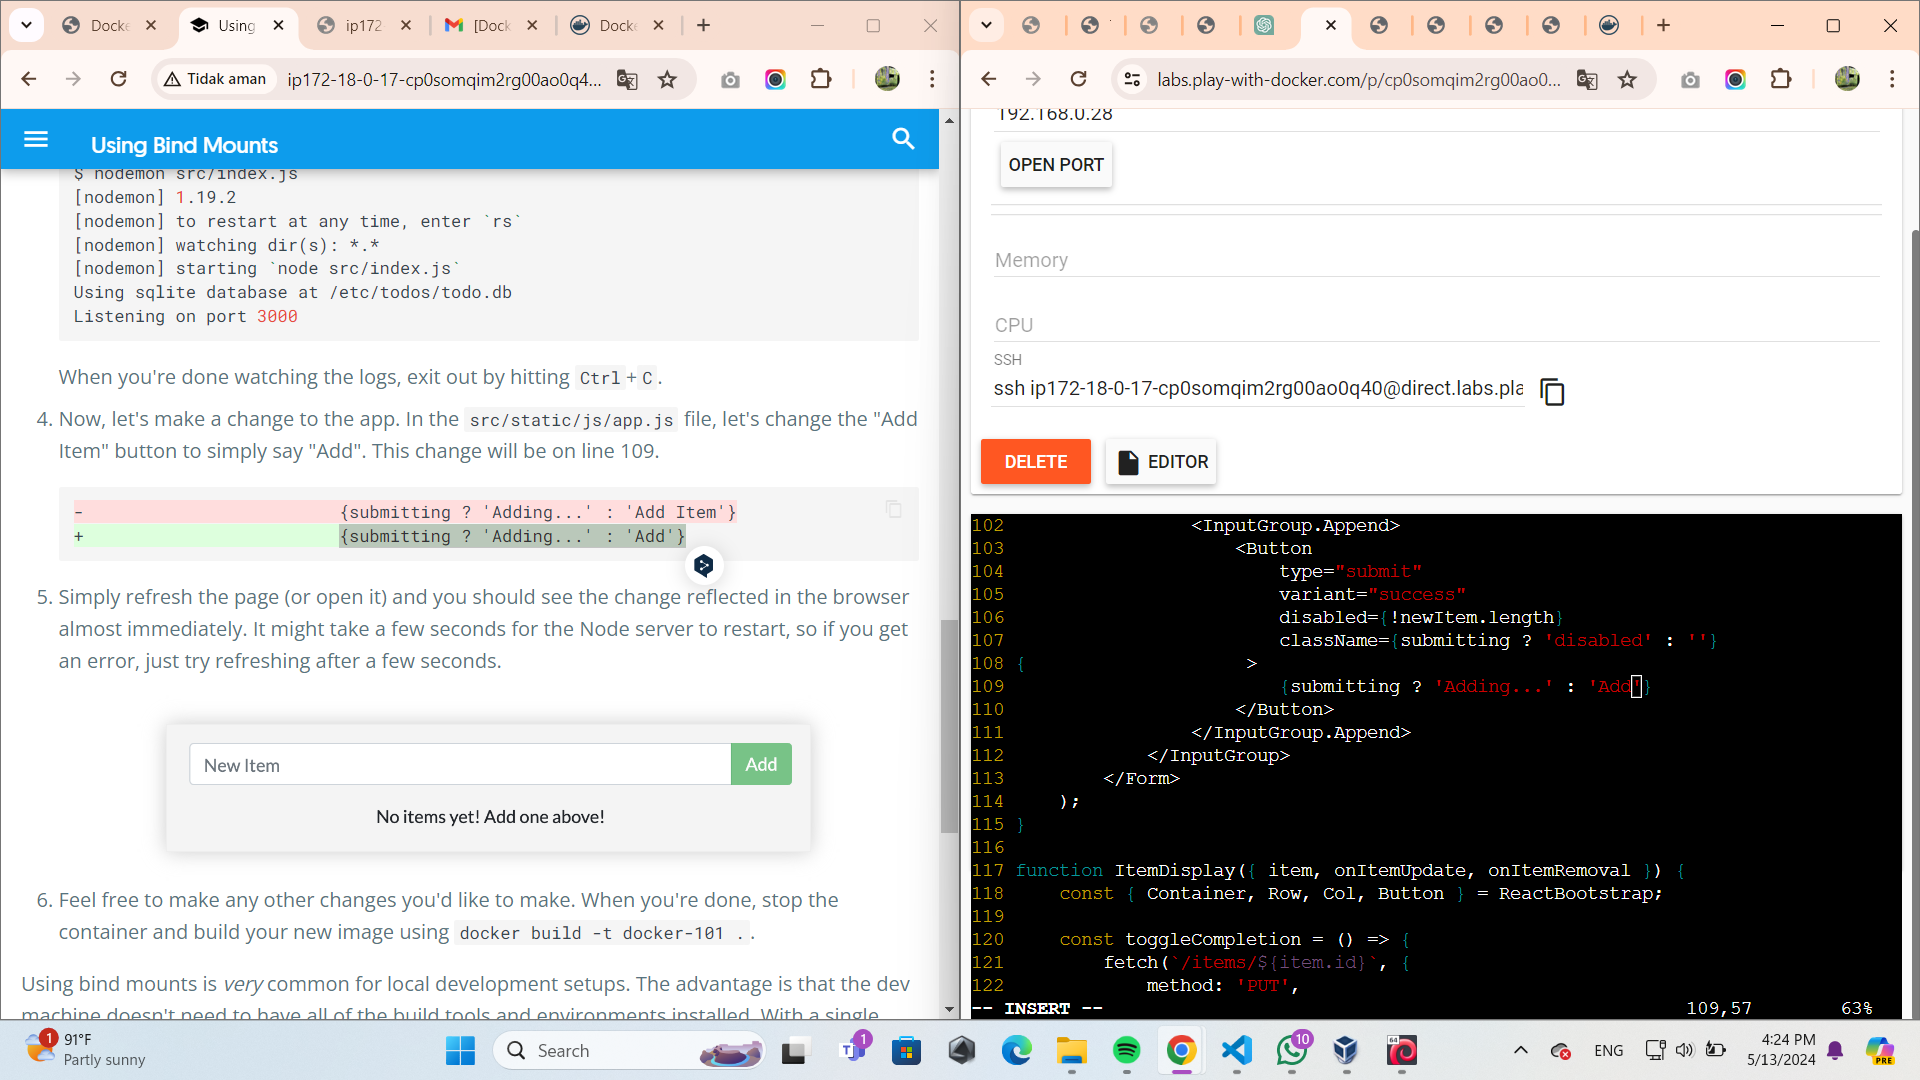 Docke
Using
ip172
[Dock
Docke
Tidak aman
ip172-18-0-17-cp0somqim2rg00ao0q4...
Using Bind Mounts
$ nodemon src/index.js
[nodemon] 1.19.2
[nodemon] to restart at any time, enter `rs`
[nodemon] watching dir(s): *.*
[nodemon] starting `node src/index.js`
Using sqlite database at /etc/todos/todo.db
Listening on port 3000
When you're done watching the logs, exit out by hitting Ctrl + C .
4. Now, let's make a change to the app. In the src/static/js/app.js file, let's change the "Add
Item" button to simply say "Add". This change will be on line 109.
- {submitting ? 'Adding...' : 'Add Item'}
+ {submitting ? 'Adding...' : 'Add'}
5. Simply refresh the page (or open it) and you should see the change reflected in the browser
almost immediately. It might take a few seconds for the Node server to restart, so if you get
an error, just try refreshing after a few seconds.
New Item
Add
No items yet! Add one above!
6. Feel free to make any other changes you'd like to make. When you're done, stop the
container and build your new image using docker build -t docker-101 . .
Using bind mounts is very common for local development setups. The advantage is that the dev
machine doesn't need to have all of the build tools and environments installed. With a single
labs.play-with-docker.com/p/cp0somqim2rg00ao0...
192.168.0.28
OPEN PORT
Memory
CPU
SSH
ssh ip172-18-0-17-cp0somqim2rg00ao0q40@direct.labs.pla
DELETE
EDITOR
102 <InputGroup.Append>
103 <Button
104 type="submit"
105 variant="success"
106 disabled={!newItem.length}
107 className={submitting ? 'disabled' : ''}
108 { >
109 {submitting ? 'Adding...' : 'Add'}
110 </Button>
111 </InputGroup.Append>
112 </InputGroup>
113 </Form>
114 );
115 }
116
117 function ItemDisplay({ item, onItemUpdate, onItemRemoval }) {
118 const { Container, Row, Col, Button } = ReactBootstrap;
119
120 const toggleCompletion = () => {
121 fetch(`/items/${item.id}`, {
122 method: 'PUT',
-- INSERT -- 109,57 63%
1
91°F
Partly sunny
Search
1
10
64
ENG
4:24 PM
5/13/2024
PRE